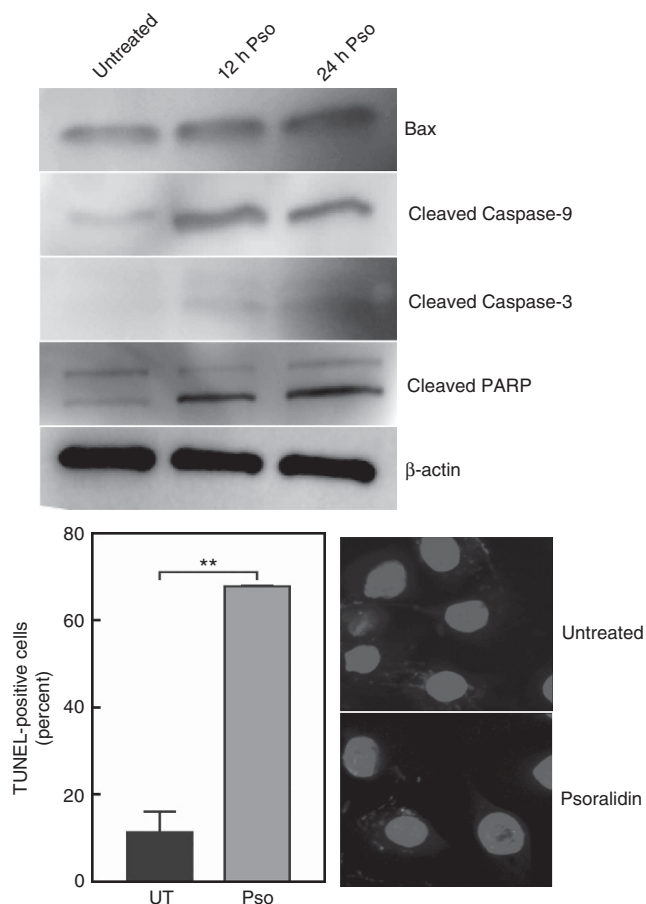 Untreated
12 h Pso
24 h Pso
Bax
Cleaved Caspase-9
Cleaved Caspase-3
Cleaved PARP
β-actin
80
60
40
20
0
TUNEL-positive cells
(percent)
**
UT
Pso
Untreated
Psoralidin